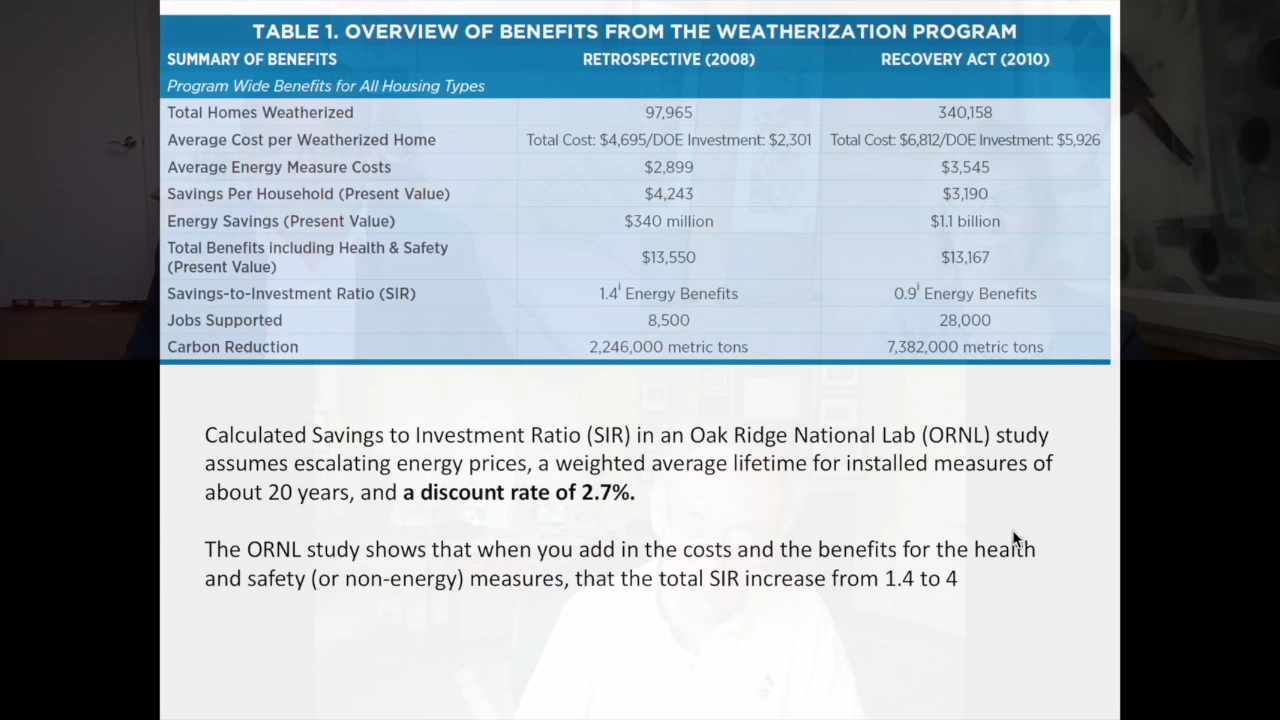 TABLE 1. OVERVIEW OF BENEFITS FROM THE WEATHERIZATION PROGRAM
SUMMARY OF BENEFITS RETROSPECTIVE (2008) RECOVERY ACT (2010)
Program Wide Benefits for All Housing Types
Total Homes Weatherized 97,965 340,158
Average Cost per Weatherized Home Total Cost: $4,695/DOE Investment: $2,301 Total Cost: $6,812/DOE Investment: $5,926
Average Energy Measure Costs $2,899 $3,545
Savings Per Household (Present Value) $4,243 $3,190
Energy Savings (Present Value) $340 million $1.1 billion
Total Benefits including Health & Safety
(Present Value) $13,550 $13,167
Savings-to-Investment Ratio (SIR) 1.4i Energy Benefits 0.9i Energy Benefits
Jobs Supported 8,500 28,000
Carbon Reduction 2,246,000 metric tons 7,382,000 metric tons
Calculated Savings to Investment Ratio (SIR) in an Oak Ridge National Lab (ORNL) study
assumes escalating energy prices, a weighted average lifetime for installed measures of
about 20 years, and a discount rate of 2.7%.
The ORNL study shows that when you add in the costs and the benefits for the health
and safety (or non-energy) measures, that the total SIR increase from 1.4 to 4